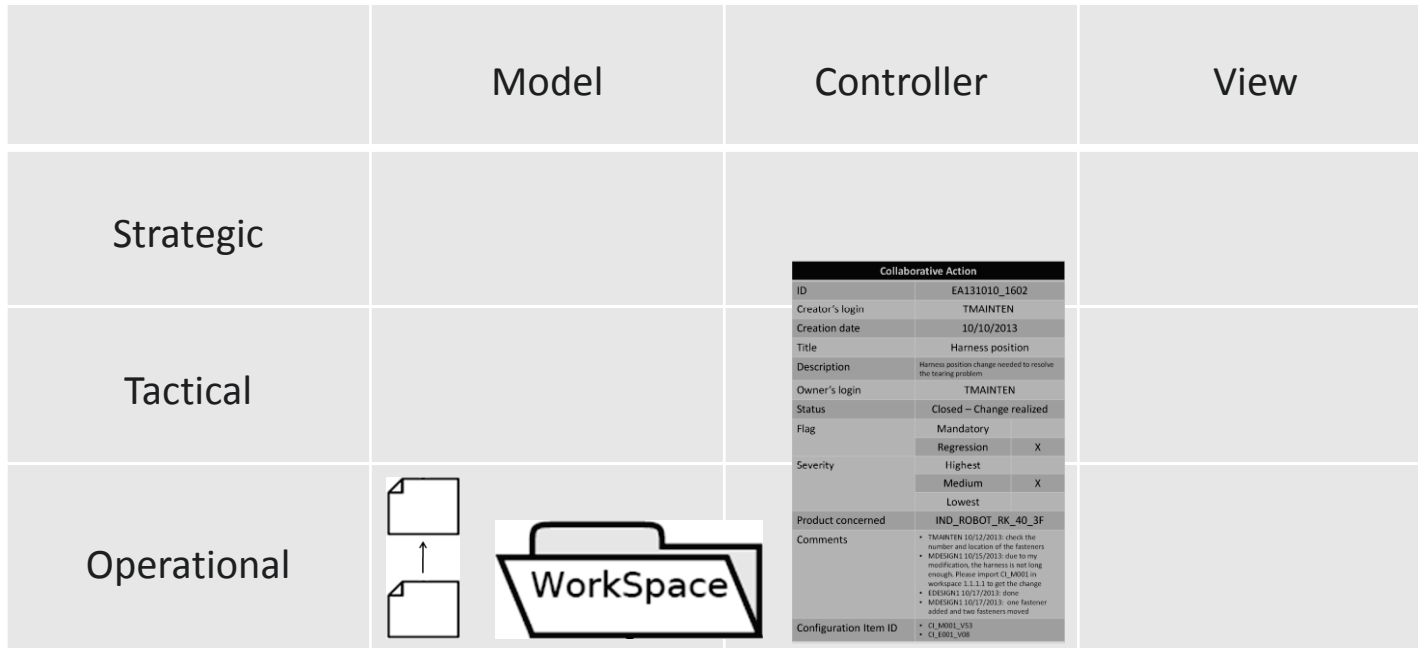 Model Controller View
Strategic
Collaborative Action
ID EA131010_1602
Creator's login TMAINTEN
Creation date 10/10/2013
Title Harness position
Description Harness position change needed to resolve
the tearing problem
Tactical
Owner's login TMAINTEN
Status Closed – Change realized
Flag Mandatory
Regression X
Severity Highest
Medium X
Lowest
Product concerned IND_ROBOT_RK_40_3F
Operational
WorkSpace
Comments • TMAINTEN 10/12/2013: check the
number and location of the fasteners
• MDESIGN1 10/15/2013: due to my
modification, the harness is not long
enough. Please import CI_M001 in
workspace 1.1.1.1 to get the change
• EDESIGN1 10/17/2013: done
• MDESIGN1 10/17/2013: one fastener
added and two fasteners moved
Configuration Item ID • CI_M001_V53
• CI_E001_V08